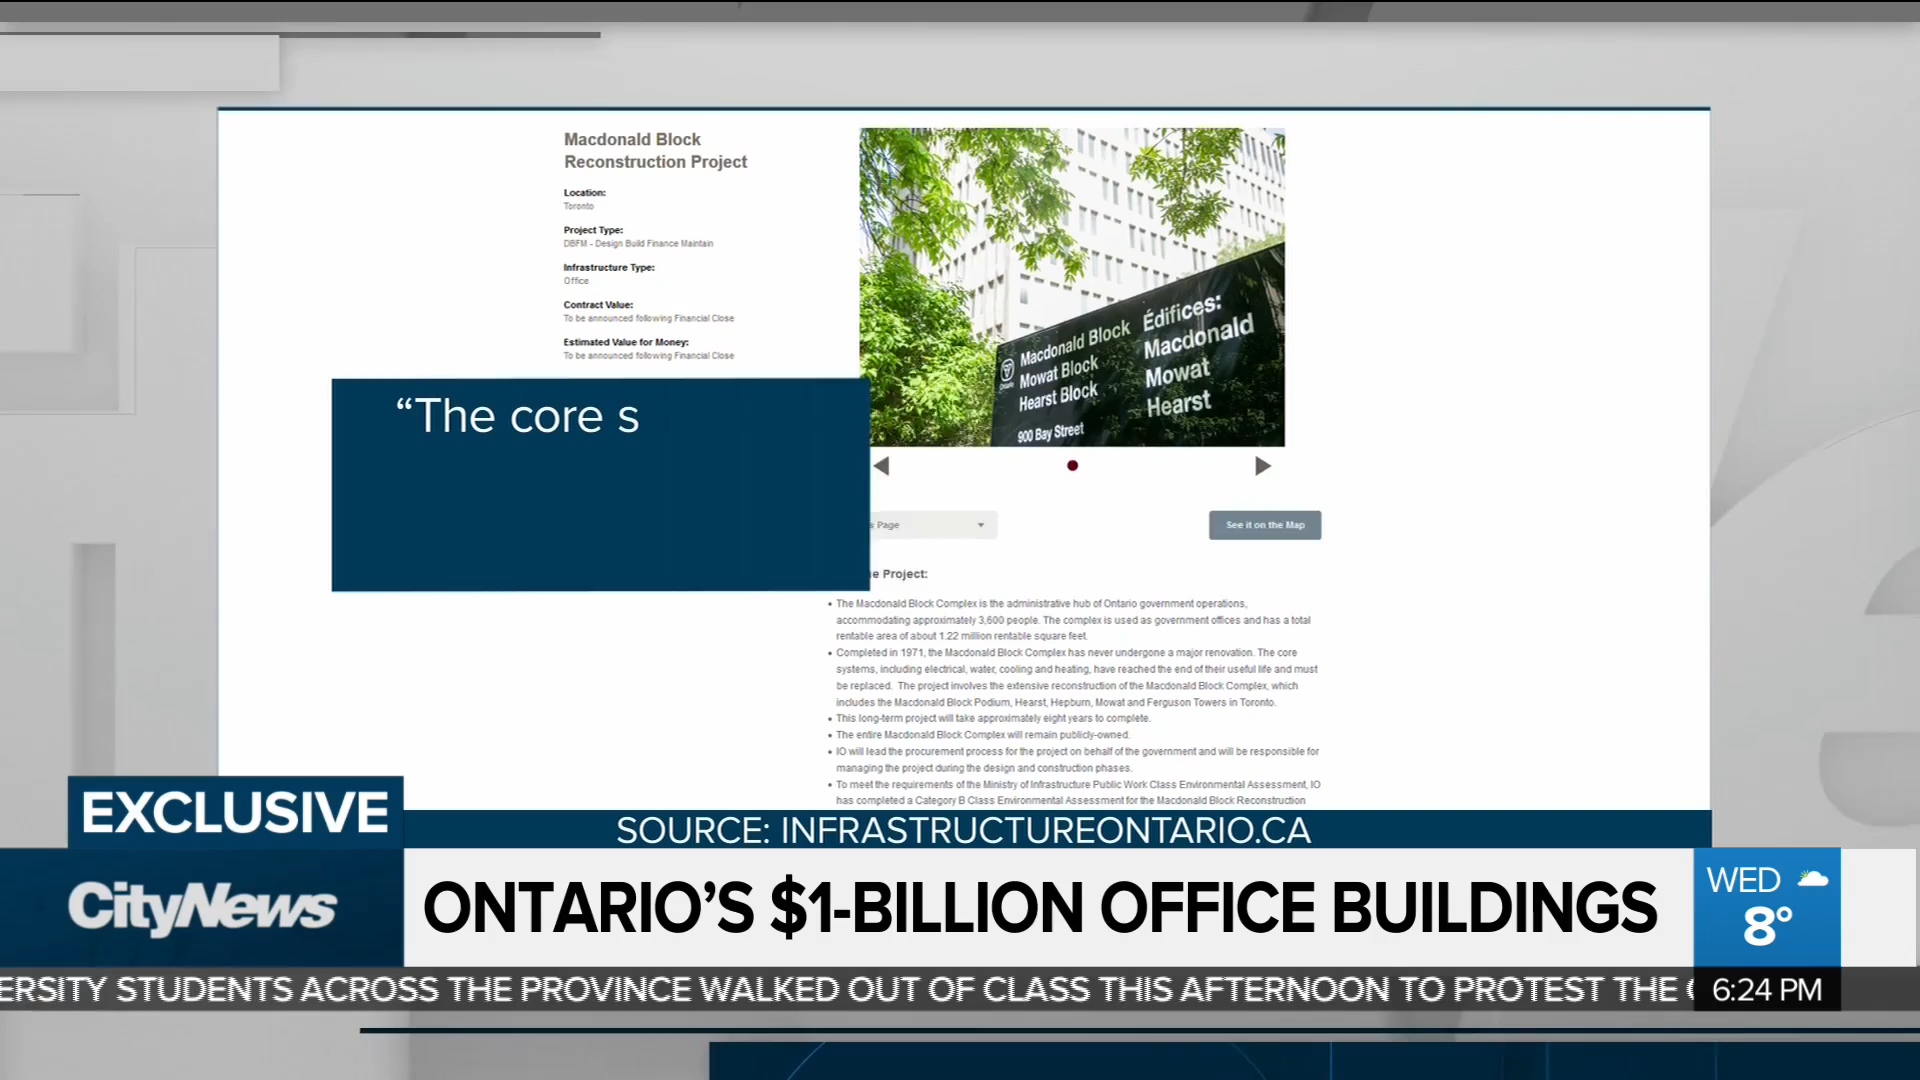 Macdonald Block
Reconstruction Project
Location:
Toronto
Project Type:
DBFM - Design Build Finance Maintain
Infrastructure Type:
Office
Contract Value:
To be announced following Financial Close
Estimated Value for Money:
To be announced following Financial Close
Macdonald Block
Mowat Block
Hearst Block
900 Bay Street
Édifices:
Macdonald
Mowat
Hearst
Ontario
“The core s
Page
See it on the Map
Project:
• The Macdonald Block Complex is the administrative hub of Ontario government operations,
accommodating approximately 3,600 people. The complex is used as government offices and has a total
rentable area of about 1.22 million rentable square feet.
• Completed in 1971, the Macdonald Block Complex has never undergone a major renovation. The core
systems, including electrical, water, cooling and heating, have reached the end of their useful life and must
be replaced. The project involves the extensive reconstruction of the Macdonald Block Complex, which
includes the Macdonald Block Podium, Hearst, Hepburn, Mowat and Ferguson Towers in Toronto.
• This long-term project will take approximately eight years to complete.
• The entire Macdonald Block Complex will remain publicly-owned.
• IO will lead the procurement process for the project on behalf of the government and will be responsible for
managing the project during the design and construction phases.
• To meet the requirements of the Ministry of Infrastructure Public Work Class Environmental Assessment, IO
has completed a Category B Class Environmental Assessment for the Macdonald Block Reconstruction
EXCLUSIVE
SOURCE: INFRASTRUCTUREONTARIO.CA
CityNews
ONTARIO’S $1-BILLION OFFICE BUILDINGS
WED
8°
ERSITY STUDENTS ACROSS THE PROVINCE WALKED OUT OF CLASS THIS AFTERNOON TO PROTEST THE
6:24 PM